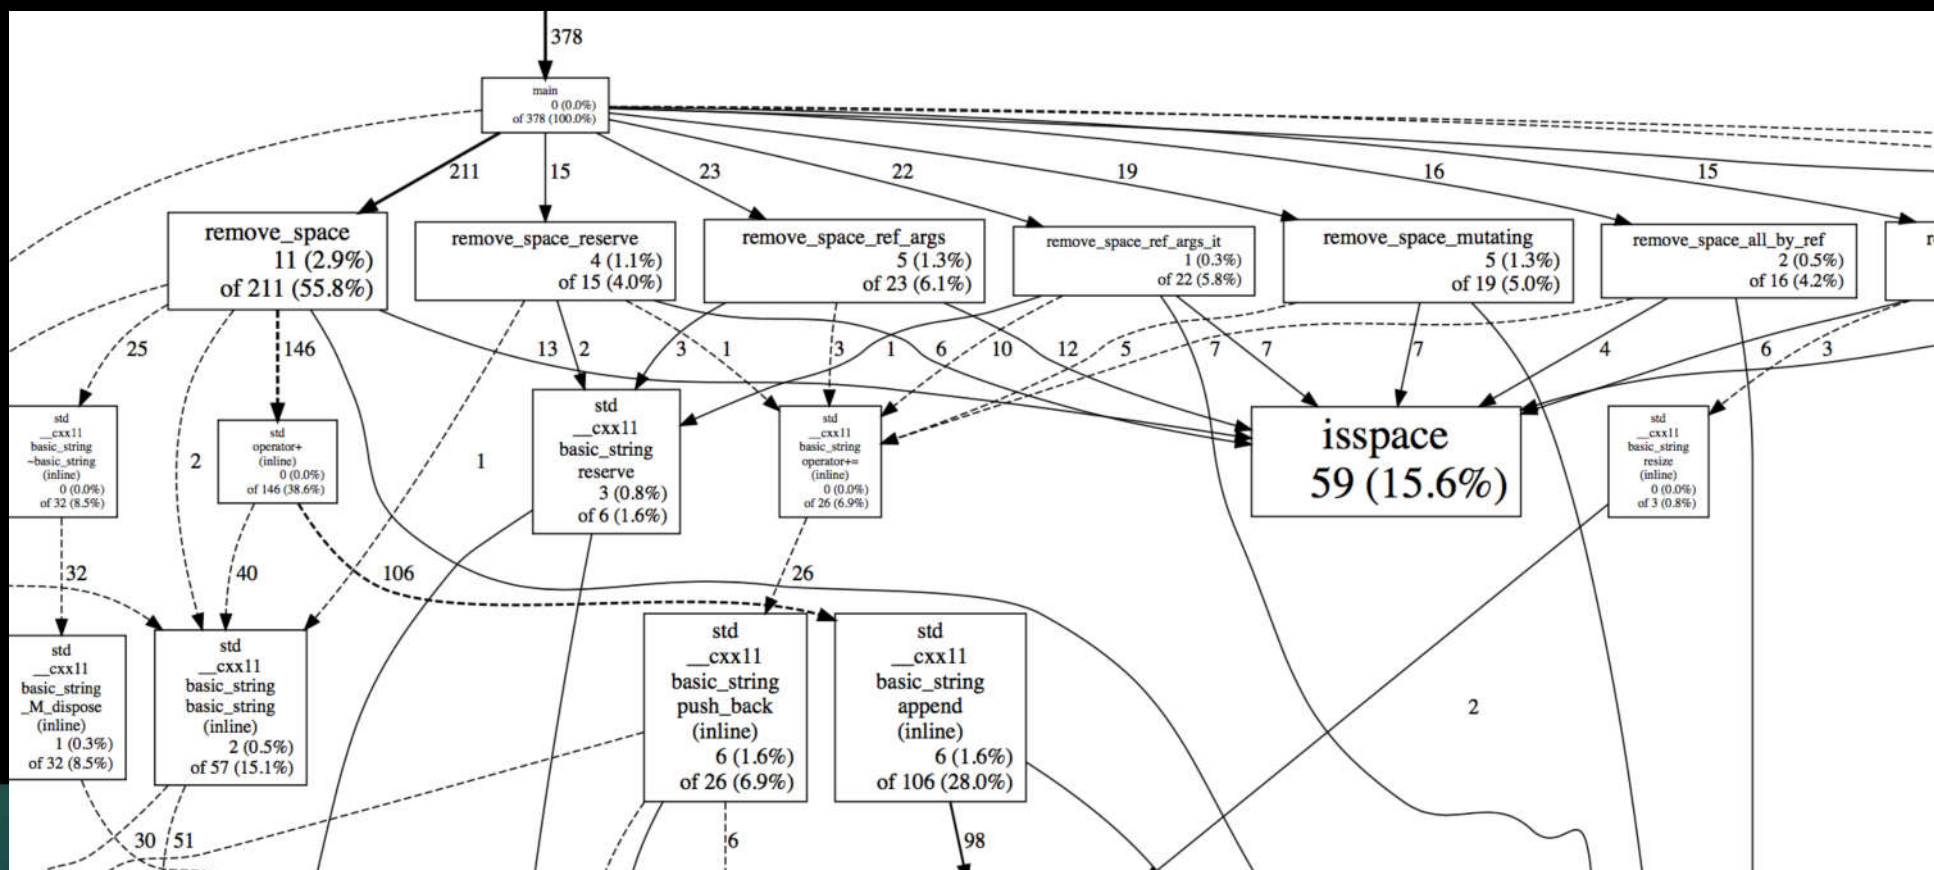 378
main
0 (0.0%)
of 378 (100.0%)
211
15
23
22
19
16
15
remove_space
11 (2.9%)
of 211 (55.8%)
remove_space_reserve
4 (1.1%)
of 15 (4.0%)
remove_space_ref_args
5 (1.3%)
of 23 (6.1%)
remove_space_ref_args_it
1 (0.3%)
of 22 (5.8%)
remove_space_mutating
5 (1.3%)
of 19 (5.0%)
remove_space_all_by_ref
2 (0.5%)
of 16 (4.2%)
25
146
13
2
3
1
3
1
6
10
12
5
7
7
7
4
6
3
std
__cxx11
basic_string
~basic_string
(inline)
0 (0.0%)
of 32 (8.5%)
2
std
operator+
(inline)
0 (0.0%)
of 146 (38.6%)
1
std
__cxx11
basic_string
reserve
3 (0.8%)
of 6 (1.6%)
std
__cxx11
basic_string
operator+=
(inline)
0 (0.0%)
of 26 (6.9%)
isspace
59 (15.6%)
std
__cxx11
basic_string
resize
(inline)
0 (0.0%)
of 3 (0.8%)
32
40
106
26
std
__cxx11
basic_string
_M_dispose
(inline)
1 (0.3%)
of 32 (8.5%)
std
__cxx11
basic_string
basic_string
(inline)
2 (0.5%)
of 57 (15.1%)
std
__cxx11
basic_string
push_back
(inline)
6 (1.6%)
of 26 (6.9%)
std
__cxx11
basic_string
append
(inline)
6 (1.6%)
of 106 (28.0%)
2
30
51
6
98